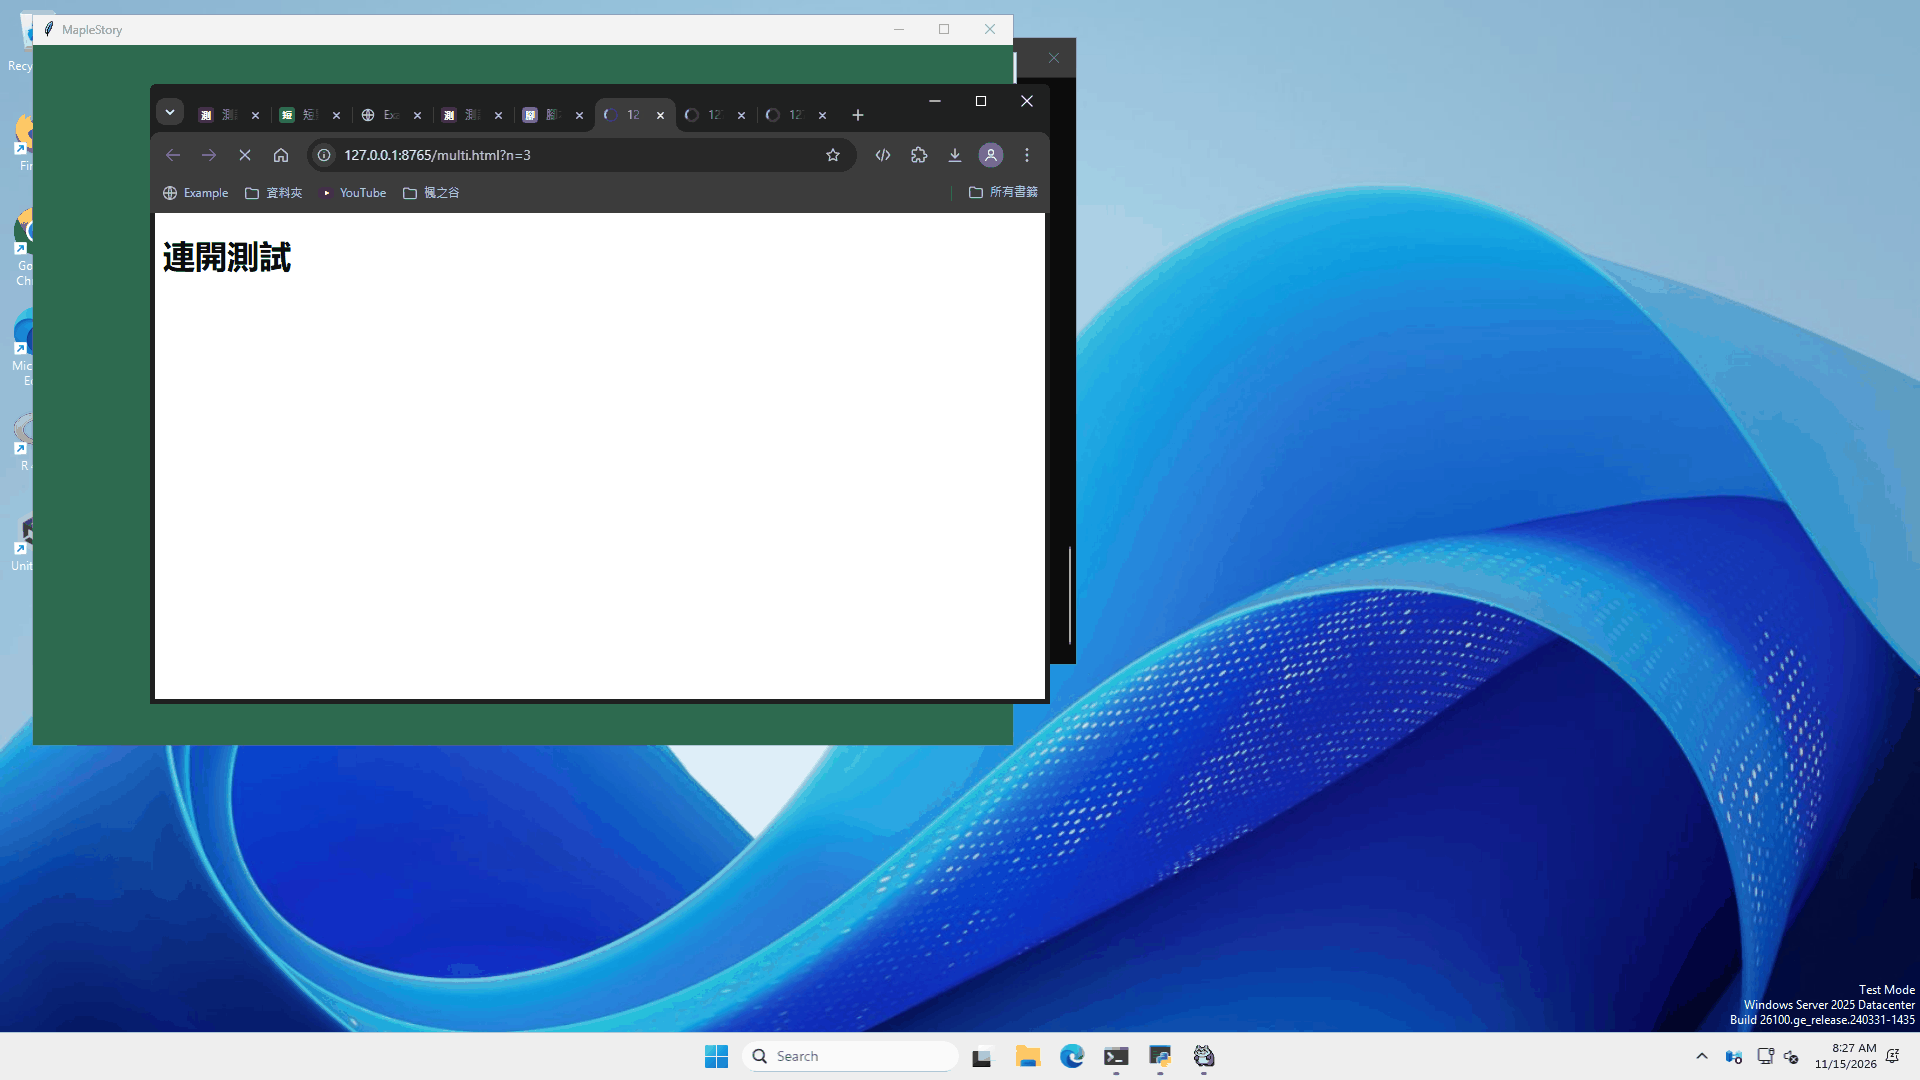 MapleStory
12
12
12
127.0.0.1:8765/multi.html?n=3
Example
資料夾
YouTube
楓之谷
所有書籤
連開測試
Test Mode
Windows Server 2025 Datacenter
Build 26100.ge_release.240331-1435
Search
8:27 AM
11/15/2026